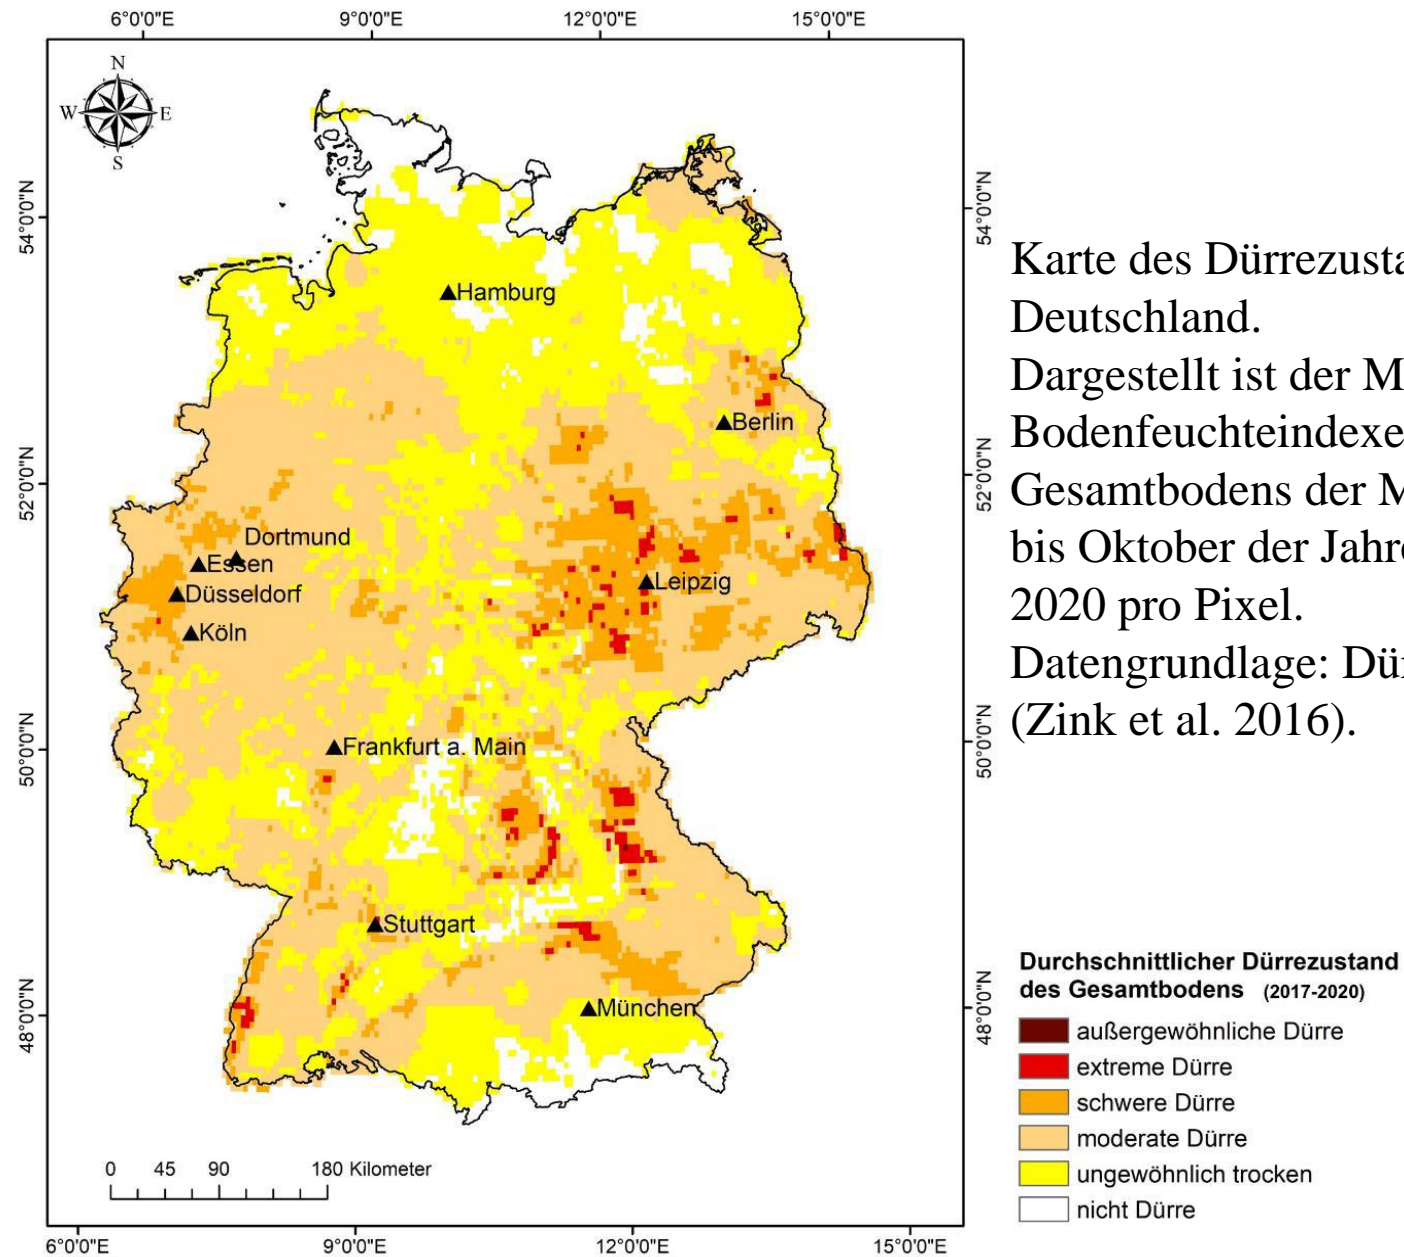 6°0'0"E 9°0'0"E 12°0'0"E 15°0'0"E
N
W E
S
54°0'0"N 54°0'0"N
52°0'0"N 52°0'0"N
50°0'0"N 50°0'0"N
48°0'0"N 48°0'0"N
Hamburg
Berlin
Dortmund
Essen
Düsseldorf
Leipzig
Köln
Frankfurt a. Main
Stuttgart
München
0 45 90 180 Kilometer
6°0'0"E 9°0'0"E 12°0'0"E 15°0'0"E
Karte des Dürrezusta
Deutschland.
Dargestellt ist der M
Bodenfeuchteindexe
Gesamtbodens der M
bis Oktober der Jahre
2020 pro Pixel.
Datengrundlage: Dür
(Zink et al. 2016).
Durchschnittlicher Dürrezustand
des Gesamtbodens (2017-2020)
außergewöhnliche Dürre
extreme Dürre
schwere Dürre
moderate Dürre
ungewöhnlich trocken
nicht Dürre